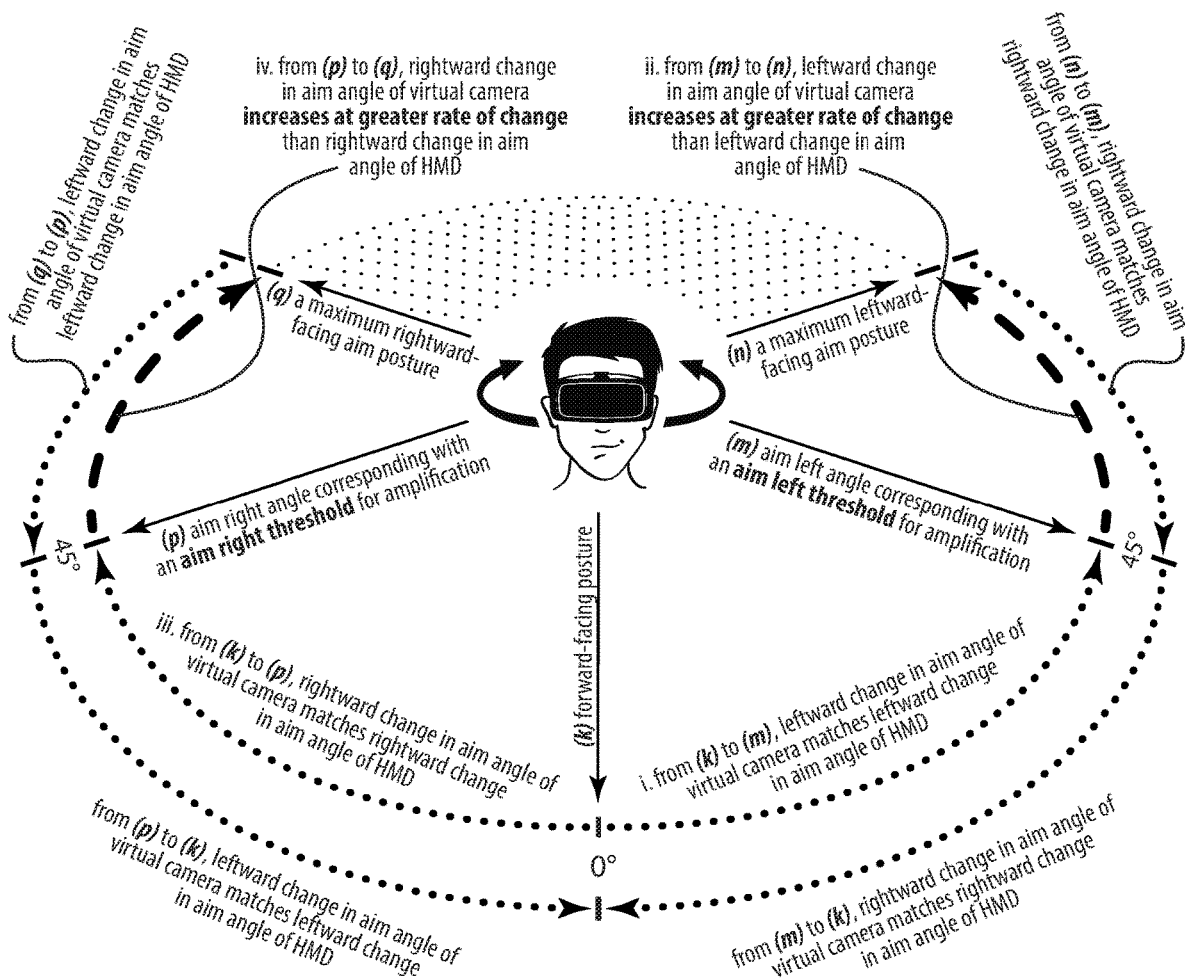 from (q) to (p), leftward change in aim
angle of virtual camera matches
leftward change in aim angle of HMD
iv. from (p) to (q), rightward change
in aim angle of virtual camera
increases at greater rate of change
than rightward change in aim
angle of HMD
ii. from (m) to (n), leftward change
in aim angle of virtual camera
increases at greater rate of change
than leftward change in aim
angle of HMD
from (n) to (m), rightward change in aim
angle of virtual camera matches
rightward change in aim angle of HMD
(q) a maximum rightward-
facing aim posture
(n) a maximum leftward-
facing aim posture
(p) aim right angle corresponding with
an aim right threshold for amplification
(m) aim left angle corresponding with
an aim left threshold for amplification
45°
45°
(k) forward-facing posture
iii. from (k) to (p), rightward change in aim angle of
virtual camera matches rightward change
in aim angle of HMD
i. from (k) to (m), leftward change in aim angle of
virtual camera matches leftward change
in aim angle of HMD
0°
from (p) to (k), leftward change in aim angle of
virtual camera matches leftward change
in aim angle of HMD
from (m) to (k), rightward change in aim angle of
virtual camera matches rightward change
in aim angle of HMD